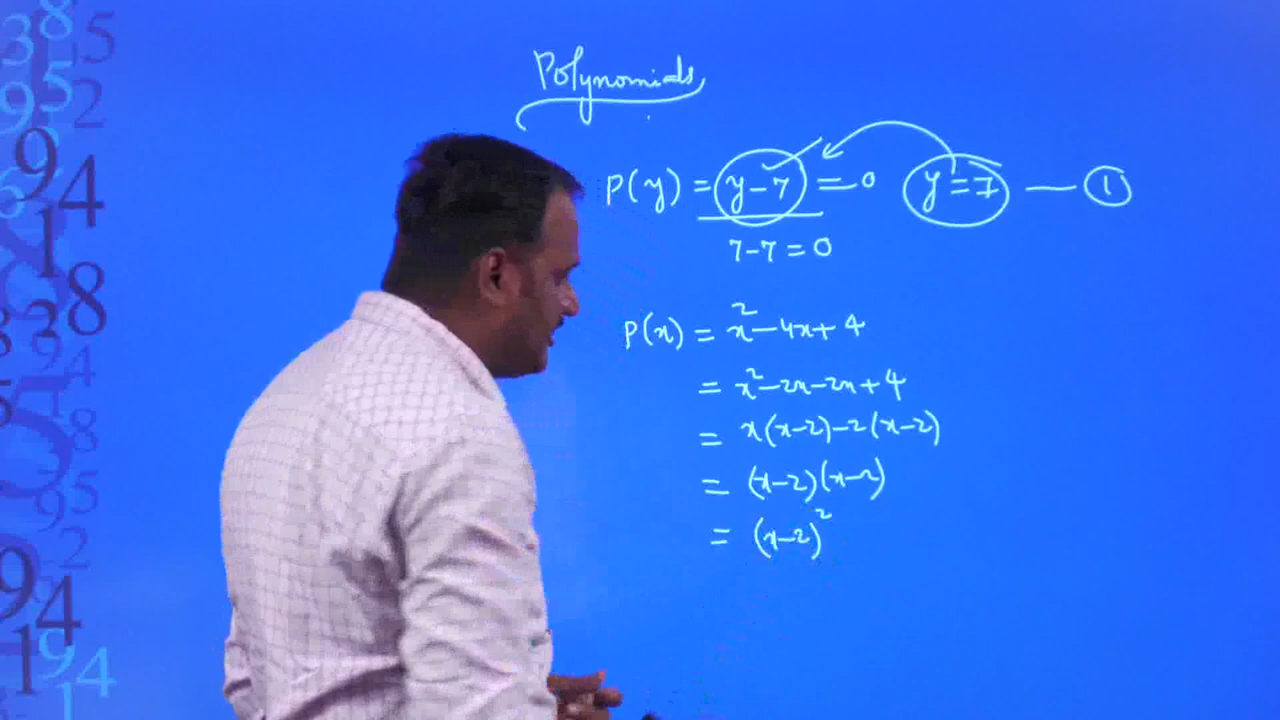 Polynomials
P(y) = y - 7 = 0 y = 7 — 1
7 - 7 = 0
P(x) = x² - 4x + 4
= x² - 2x - 2x + 4
= x(x-2) - 2(x-2)
= (x-2)(x-2)
= (x-2)²